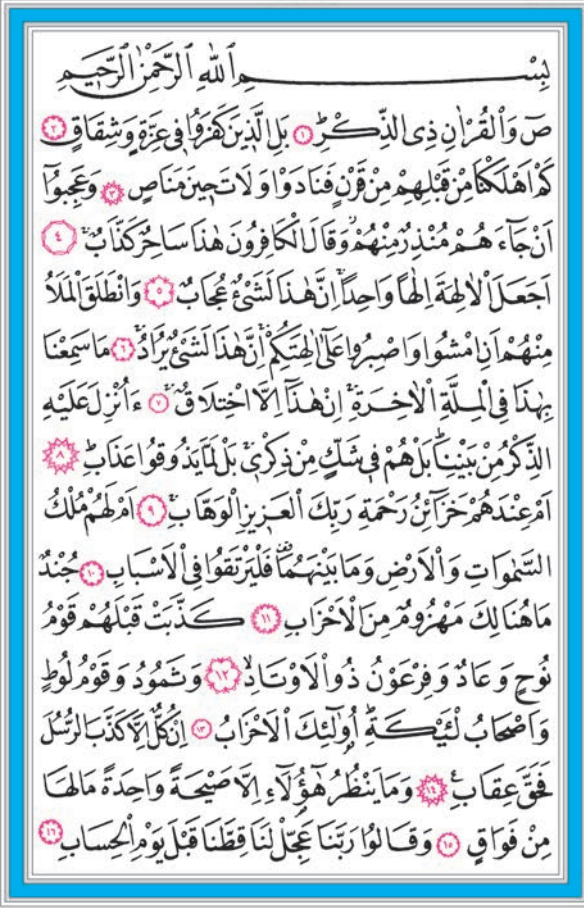 بِسْمِ اللّٰهِ الرَّحْمٰنِ الرَّحٖيمِ
صٓ وَالْقُرْاٰنِ ذِى الذِّكْرِۜ ﴿١﴾ بَلِ الَّذٖينَ كَفَرُوا فٖى عِزَّةٍ وَشِقَاقٍ ﴿٢﴾
كَمْ اَهْلَكْنَا مِنْ قَبْلِهِمْ مِنْ قَرْنٍ فَنَادَوْا وَلَاتَ حٖينَ مَنَاصٍ ﴿٣﴾ وَعَجِبُٓوا
اَنْ جَٓاءَهُمْ مُنْذِرٌ مِنْهُمْۘ وَقَالَ الْكَافِرُونَ هٰذَا سَاحِرٌ كَذَّابٌۚ ﴿٤﴾
اَجَعَلَ الْاٰلِهَةَ اِلٰهًا وَاحِدًاۚ اِنَّ هٰذَا لَشَىْءٌ عُجَابٌ ﴿٥﴾ وَانْطَلَقَ الْمَلَاُ
مِنْهُمْ اَنِ امْشُوا وَاصْبِرُوا عَلٰٓى اٰلِهَتِكُمْۚ اِنَّ هٰذَا لَشَىْءٌ يُرَادُۚ ﴿٦﴾ مَا سَمِعْنَا
بِهٰذَا فِى الْمِلَّةِ الْاٰخِرَةِۚ اِنْ هٰذَٓا اِلَّا اخْتِلَاقٌۚ ﴿٧﴾ ءَاُنْزِلَ عَلَيْهِ
الذِّكْرُ مِنْ بَيْنِنَاۜ بَلْ هُمْ فٖى شَكٍّ مِنْ ذِكْرٖىۚ بَلْ لَمَّا يَذُوقُوا عَذَابِۜ ﴿٨﴾
اَمْ عِنْدَهُمْ خَزَٓائِنُ رَحْمَةِ رَبِّكَ الْعَزٖيزِ الْوَهَّابِۚ ﴿٩﴾ اَمْ لَهُمْ مُلْكُ
السَّمٰوَاتِ وَالْاَرْضِ وَمَا بَيْنَهُمَا۠ فَلْيَرْتَقُوا فِى الْاَسْبَابِ ﴿١٠﴾ جُنْدٌ
مَا هُنَالِكَ مَهْزُومٌ مِنَ الْاَحْزَابِ ﴿١١﴾ كَذَّبَتْ قَبْلَهُمْ قَوْمُ
نُوحٍ وَعَادٌ وَفِرْعَوْنُ ذُوالْاَوْتَادِۙ ﴿١٢﴾ وَثَمُودُ وَقَوْمُ لُوطٍ
وَاَصْحَابُ لْـَٔيْكَةِۜ اُو۬لٰٓئِكَ الْاَحْزَابُ ﴿١٣﴾ اِنْ كُلٌّ اِلَّا كَذَّبَ الرُّسُلَ
فَحَقَّ عِقَابِ۟ ﴿١٤﴾ وَمَا يَنْظُرُ هٰٓؤُ۬لَٓاءِ اِلَّا صَيْحَةً وَاحِدَةً مَا لَهَا
مِنْ فَوَاقٍ ﴿١٥﴾ وَقَالُوا رَبَّنَا عَجِّلْ لَنَا قِطَّنَا قَبْلَ يَوْمِ الْحِسَابِ ﴿١٦﴾